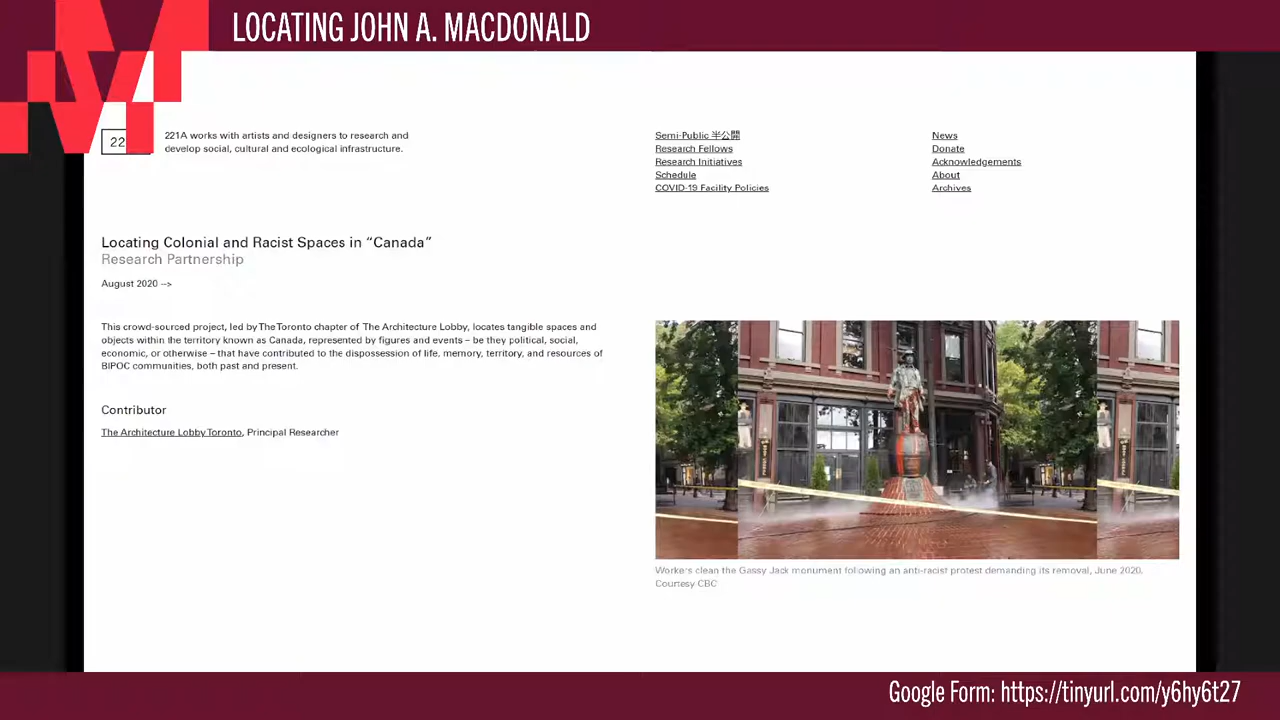 LOCATING JOHN A. MACDONALD
22
221A works with artists and designers to research and
develop social, cultural and ecological infrastructure.
Semi-Public 半公開
Research Fellows
Research Initiatives
Schedule
COVID-19 Facility Policies
News
Donate
Acknowledgements
About
Archives
Locating Colonial and Racist Spaces in “Canada”
Research Partnership
August 2020 -->
This crowd-sourced project, led by The Toronto chapter of The Architecture Lobby, locates tangible spaces and
objects within the territory known as Canada, represented by figures and events – be they political, social,
economic, or otherwise – that have contributed to the dispossession of life, memory, territory, and resources of
BIPOC communities, both past and present.
Contributor
The Architecture Lobby Toronto, Principal Researcher
Workers clean the Gassy Jack monument following an anti-racist protest demanding its removal, June 2020.
Courtesy CBC
Google Form: https://tinyurl.com/y6hy6t27